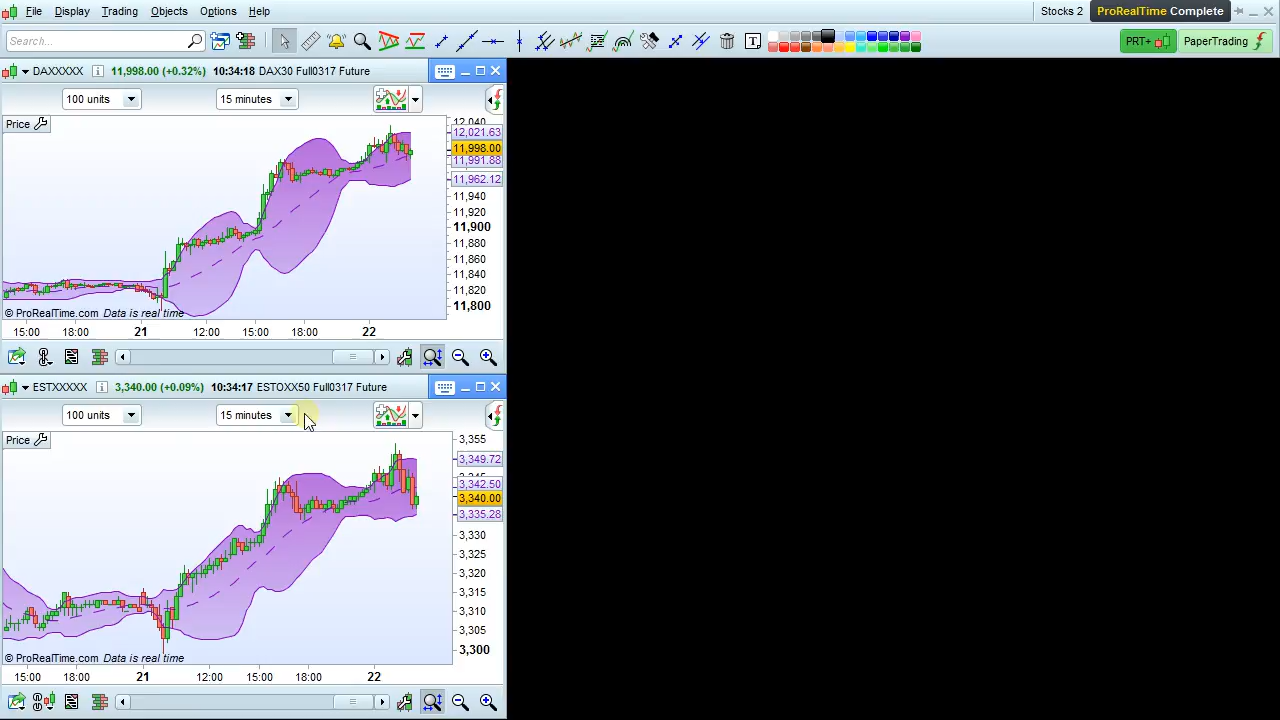 File Display Trading Objects Options Help Stocks 2 ProRealTime Complete
Search... T PRT+ PaperTrading
DAXXXXX i 11,998.00 (+0.32%) 10:34:18 DAX30 Full0317 Future
100 units 15 minutes
Price
12,040
12,021.63
11,998.00
11,991.88
11,962.12
11,940
11,920
11,900
11,880
11,860
11,840
11,820
11,800
© ProRealTime.com Data is real time
15:00 18:00 21 12:00 15:00 18:00 22
ESTXXXXX i 3,340.00 (+0.09%) 10:34:17 ESTOXX50 Full0317 Future
100 units 15 minutes
Price
3,355
3,349.72
3,342.50
3,340.00
3,335.28
3,330
3,325
3,320
3,315
3,310
3,305
3,300
© ProRealTime.com Data is real time
15:00 18:00 21 12:00 15:00 18:00 22